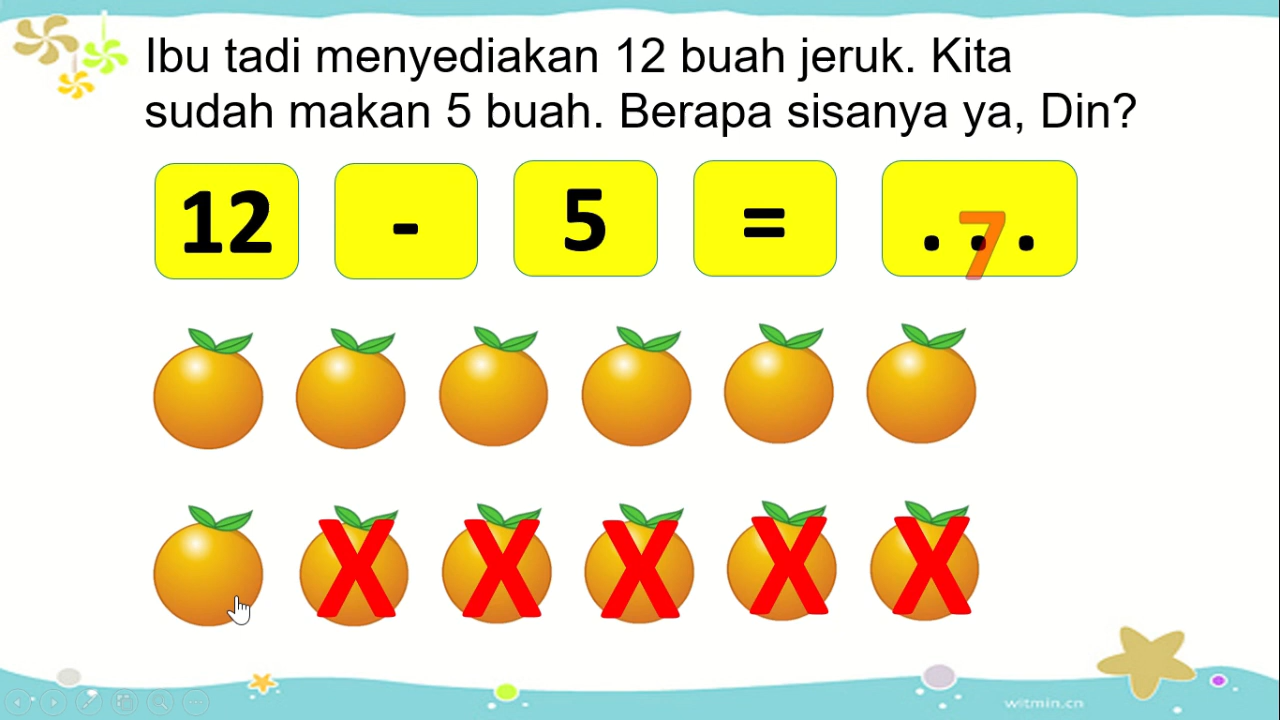 Ibu tadi menyediakan 12 buah jeruk. Kita
sudah makan 5 buah. Berapa sisanya ya, Din?
12 - 5 = . . . 7
X X X X X
witmin.cn